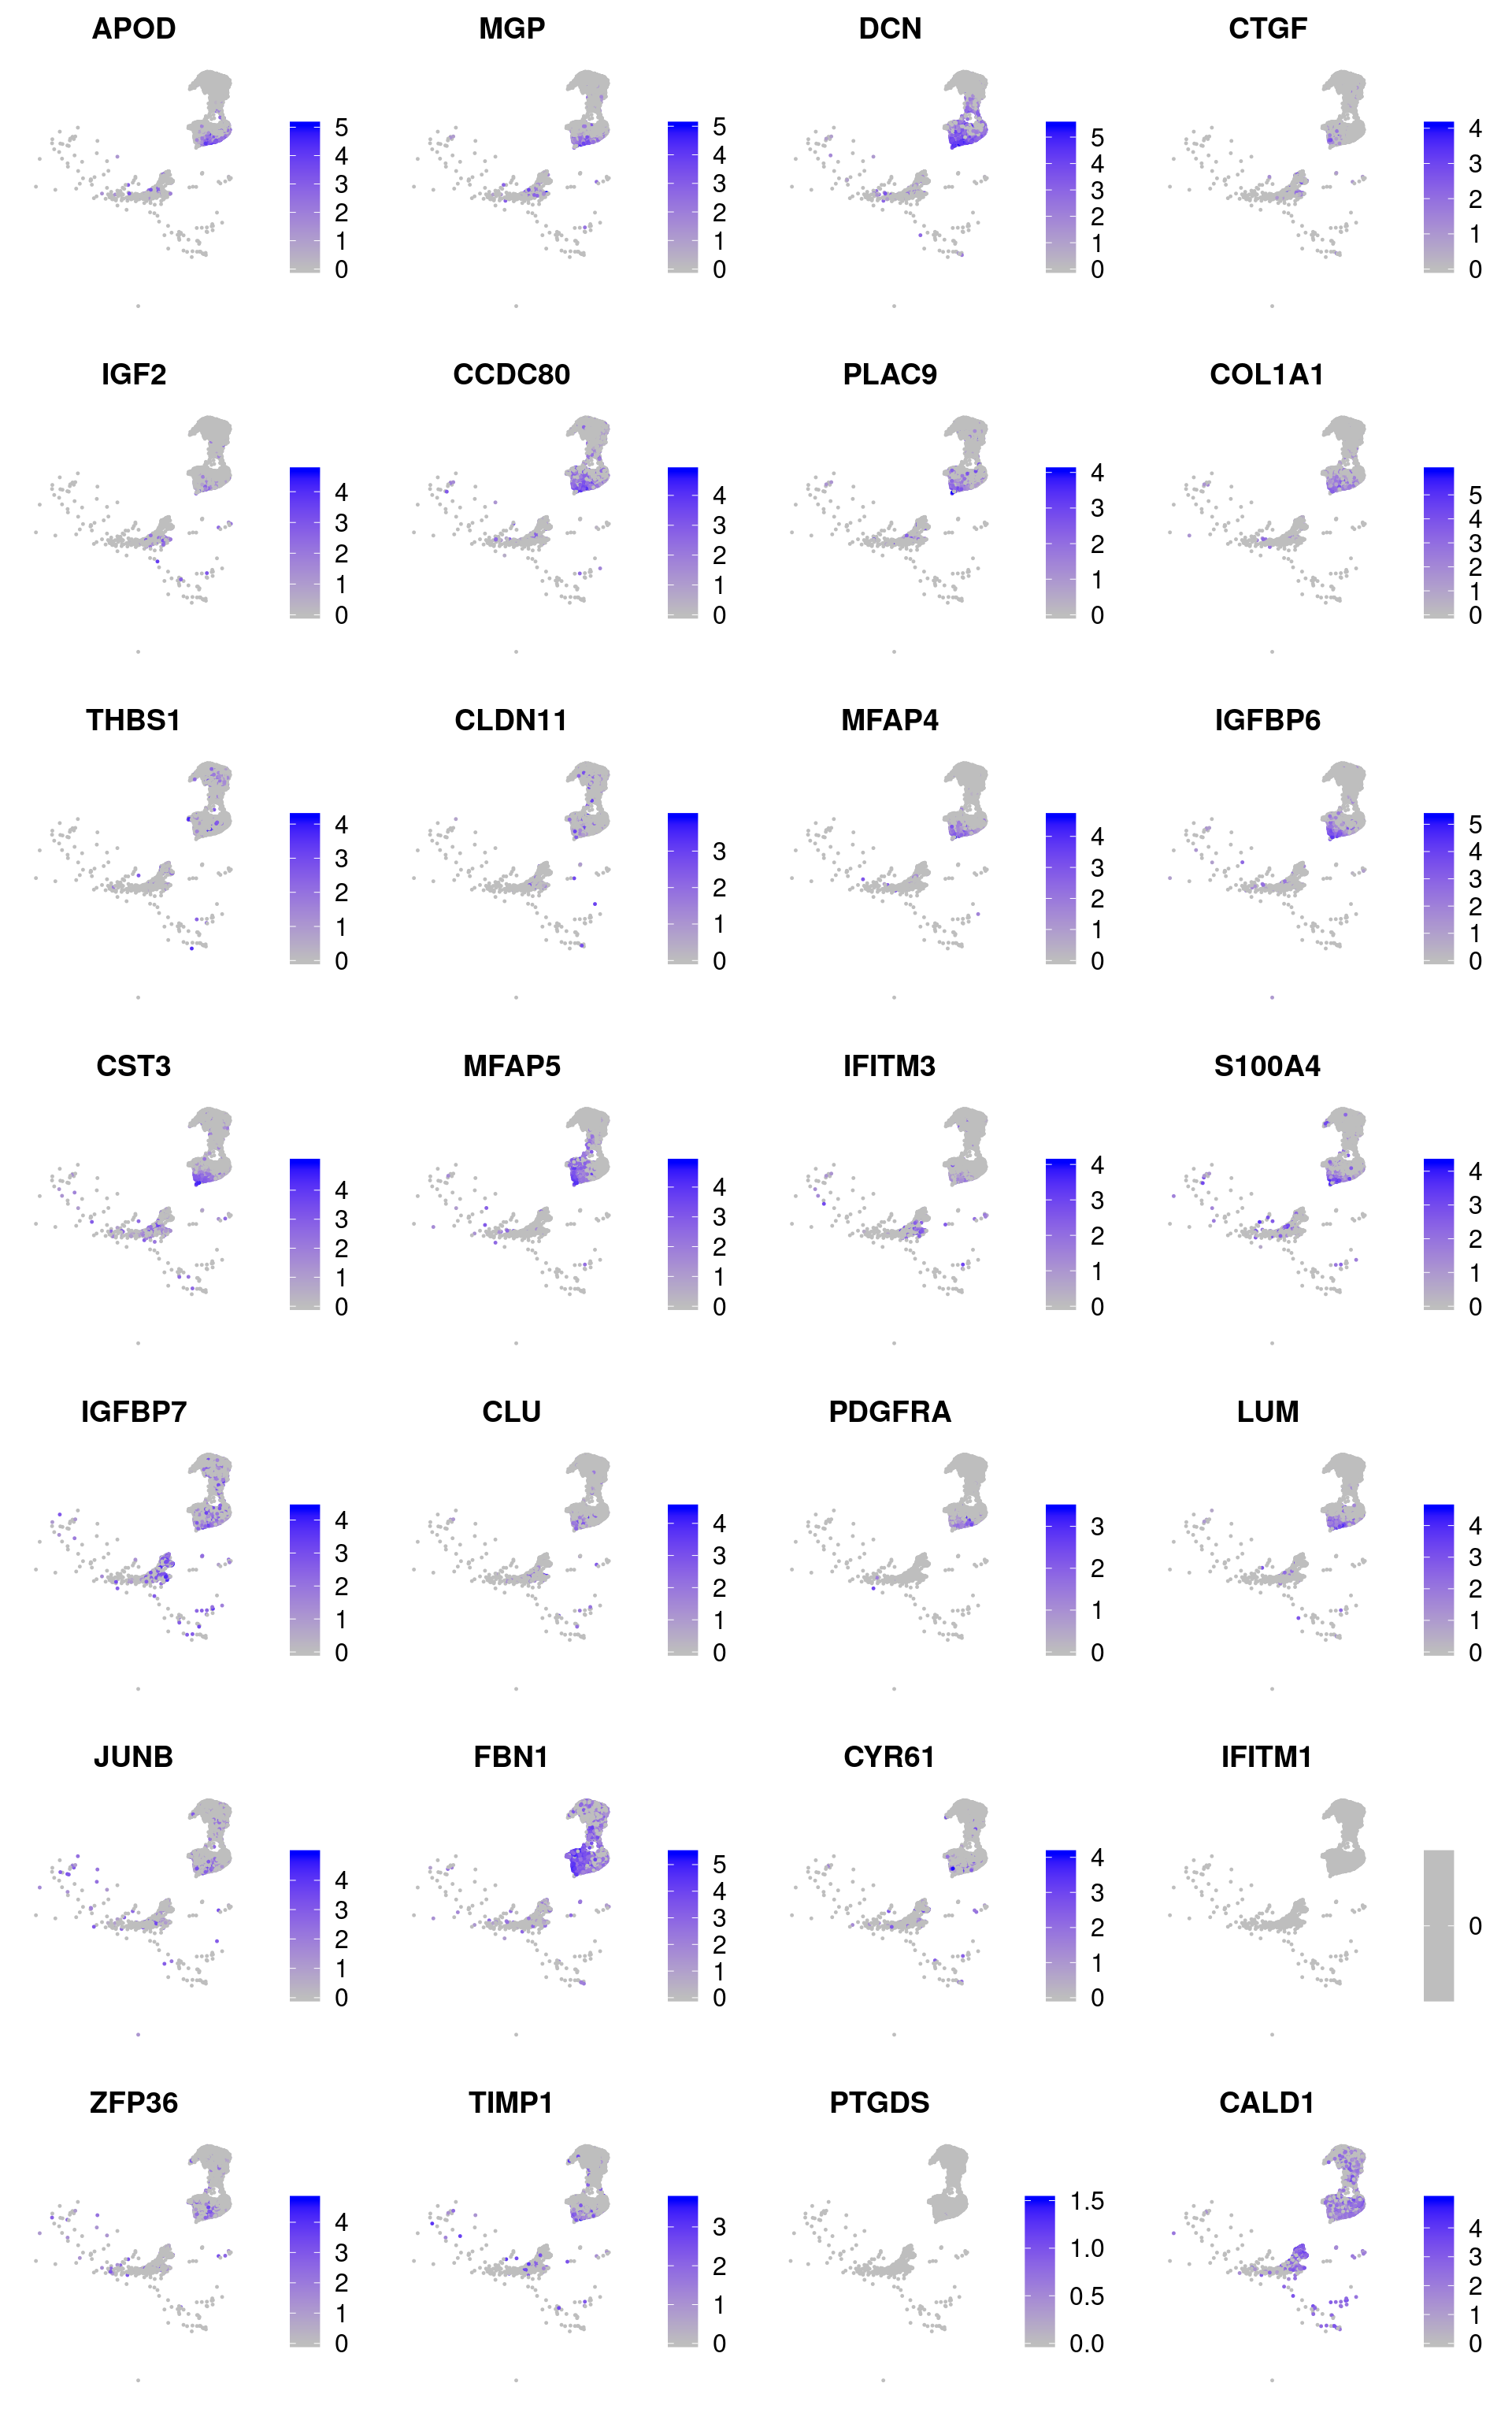 APOD MGP DCN CTGF
5 4 3 2 1 0
5 4 3 2 1 0
5 4 3 2 1 0
4 3 2 1 0
IGF2 CCDC80 PLAC9 COL1A1
4 3 2 1 0
4 3 2 1 0
4 3 2 1 0
5 4 3 2 1 0
THBS1 CLDN11 MFAP4 IGFBP6
4 3 2 1 0
3 2 1 0
4 3 2 1 0
5 4 3 2 1 0
CST3 MFAP5 IFITM3 S100A4
4 3 2 1 0
4 3 2 1 0
4 3 2 1 0
4 3 2 1 0
IGFBP7 CLU PDGFRA LUM
4 3 2 1 0
4 3 2 1 0
3 2 1 0
4 3 2 1 0
JUNB FBN1 CYR61 IFITM1
4 3 2 1 0
5 4 3 2 1 0
4 3 2 1 0
0
ZFP36 TIMP1 PTGDS CALD1
4 3 2 1 0
3 2 1 0
1.5 1.0 0.5 0.0
4 3 2 1 0